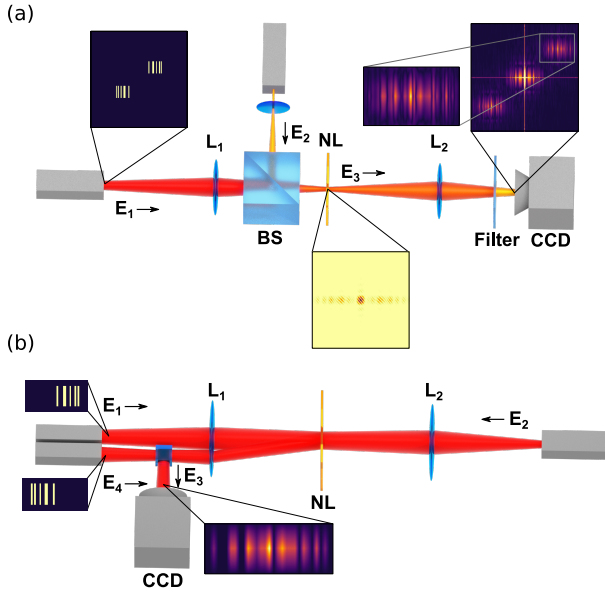 (a)
E₂
NL
L₁
E₃
L₂
E₁
BS
Filter
CCD
(b)
L₁
L₂
E₁
E₂
E₃
E₄
NL
CCD